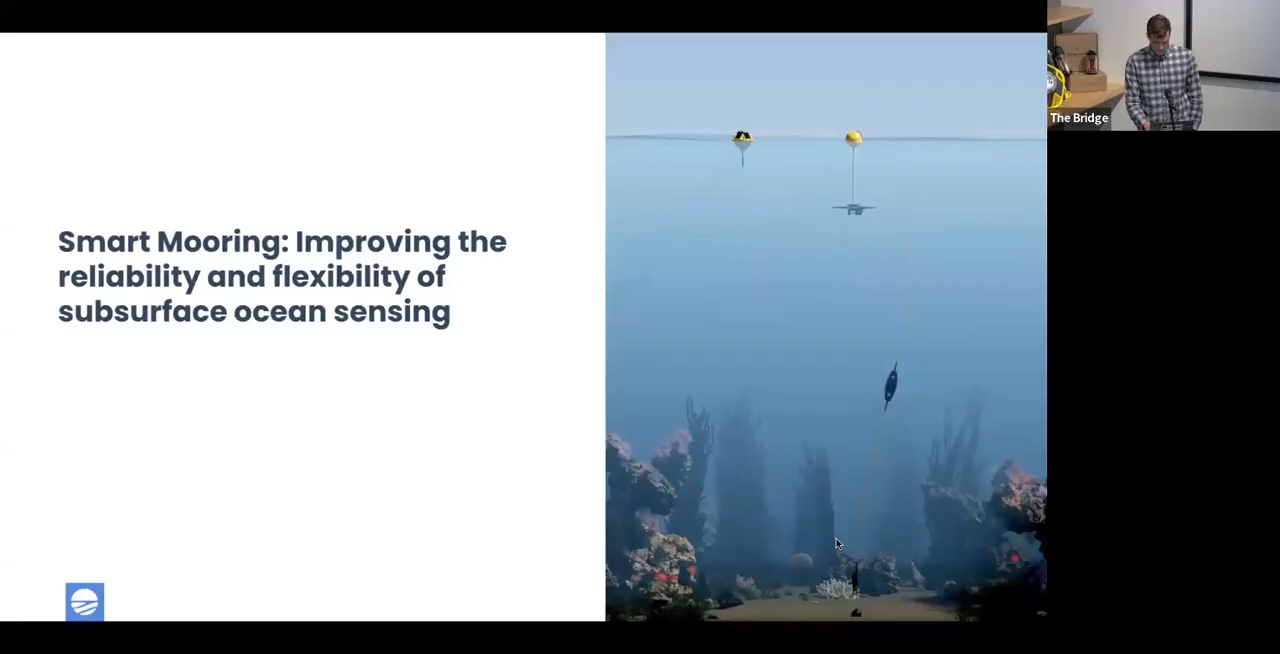 Smart Mooring: Improving the
reliability and flexibility of
subsurface ocean sensing
The Bridge